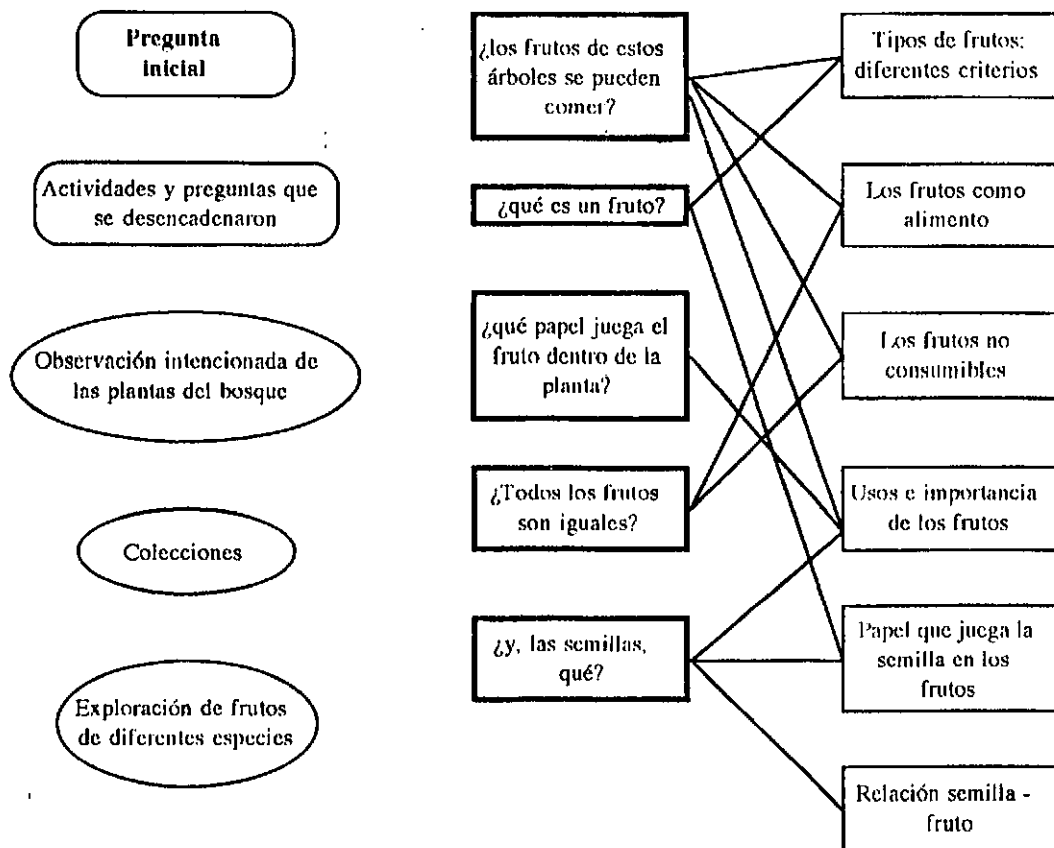 Pregunta
inicial
Actividades y preguntas que
se desencadenaron
Observación intencionada de
las plantas del bosque
Colecciones
Exploración de frutos
de diferentes especies
¿los frutos de estos
árboles se pueden
comer?
¿qué es un fruto?
¿qué papel juega el
fruto dentro de la
planta?
¿Todos los frutos
son iguales?
¿y, las semillas,
qué?
Tipos de frutos:
diferentes criterios
Los frutos como
alimento
Los frutos no
consumibles
Usos e importancia
de los frutos
Papel que juega la
semilla en los
frutos
Relación semilla -
fruto